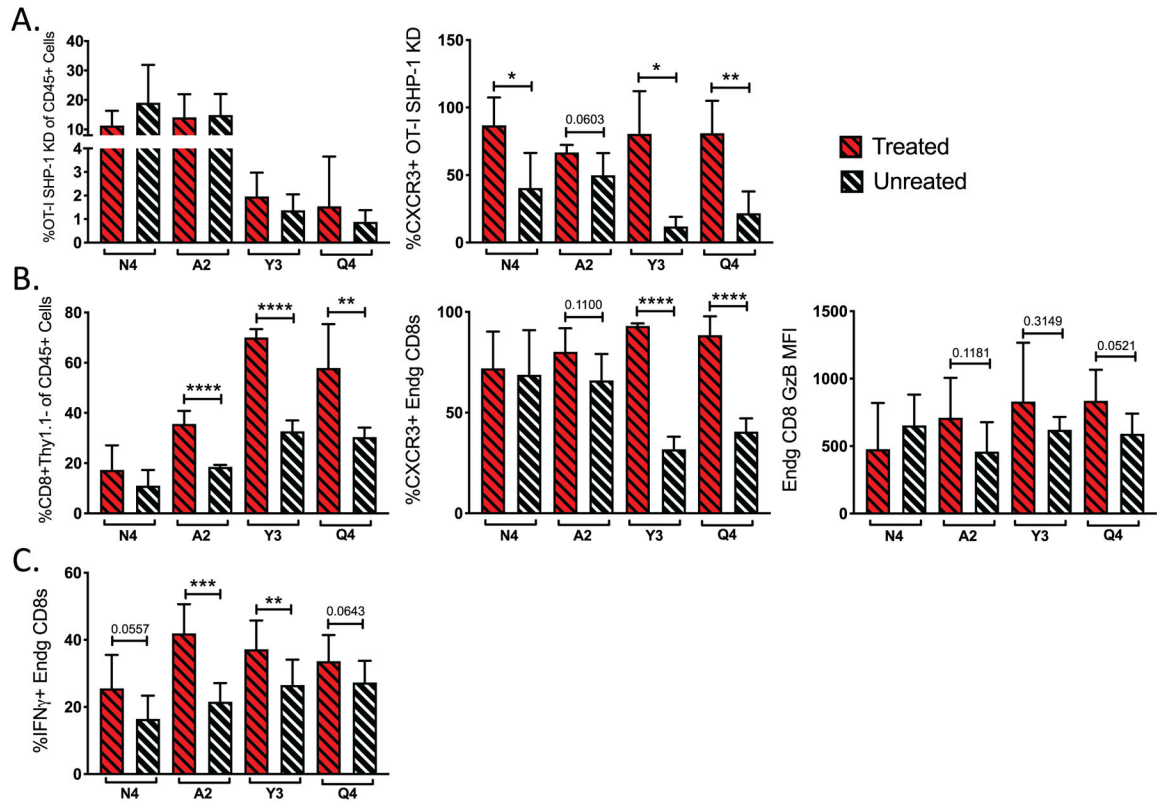 A.
%OT-I SHP-1 KD of CD45+ Cells
40
30
20
10
4
3
2
1
0
N4 A2 Y3 Q4
%CXCR3+ OT-I SHP-1 KD
150
100
50
0
*
0.0603
*
**
N4 A2 Y3 Q4
Treated
Unreated
B.
%CD8+Thy1.1- of CD45+ Cells
80
60
40
20
0
****
****
**
N4 A2 Y3 Q4
%CXCR3+ Endg CD8s
100
50
0
0.1100
****
****
N4 A2 Y3 Q4
Endg CD8 GzB MFI
1500
1000
500
0
0.1181
0.3149
0.0521
N4 A2 Y3 Q4
C.
%IFNγ+ Endg CD8s
60
40
20
0
0.0557
***
**
0.0643
N4 A2 Y3 Q4